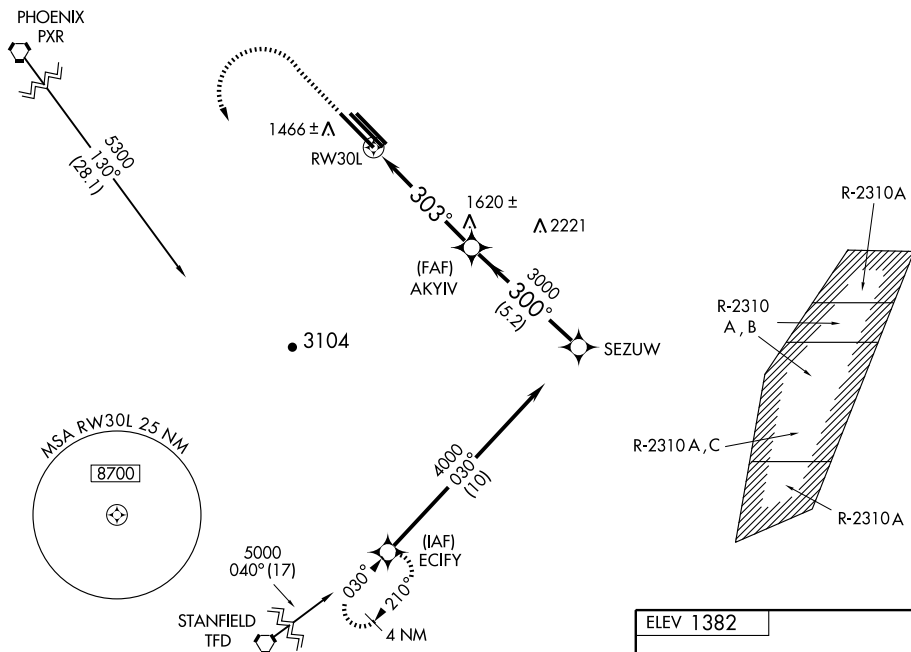 PHOENIX
PXR
5300
130°
(28.1)
1466 ±
RW30L
303°
1620 ±
2221
(FAF)
AKYIV
3000
300°
(5.2)
SEZUW
3104
R-2310A
R-2310
A, B
R-2310 A, C
R-2310 A
MSA RW30L 25 NM
8700
4000
030°
(10)
(IAF)
ECIFY
5000
040° (17)
030°
210°
4 NM
STANFIELD
TFD
ELEV 1382